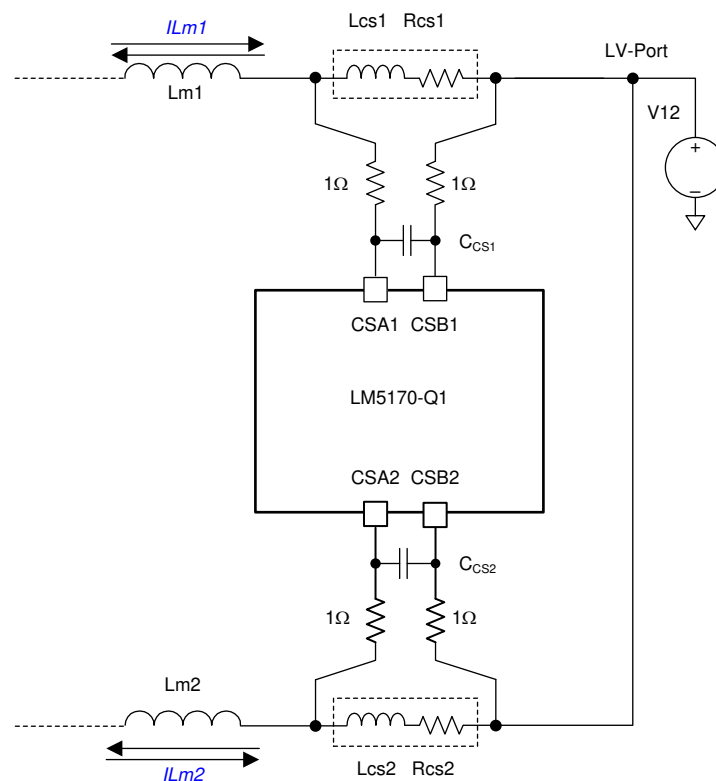 ILm1
Lcs1 Rcs1
LV-Port
Lm1
V12
+
–
1Ω
1Ω
CCS1
CSA1 CSB1
LM5170-Q1
CSA2 CSB2
CCS2
1Ω
1Ω
Lm2
ILm2
Lcs2 Rcs2